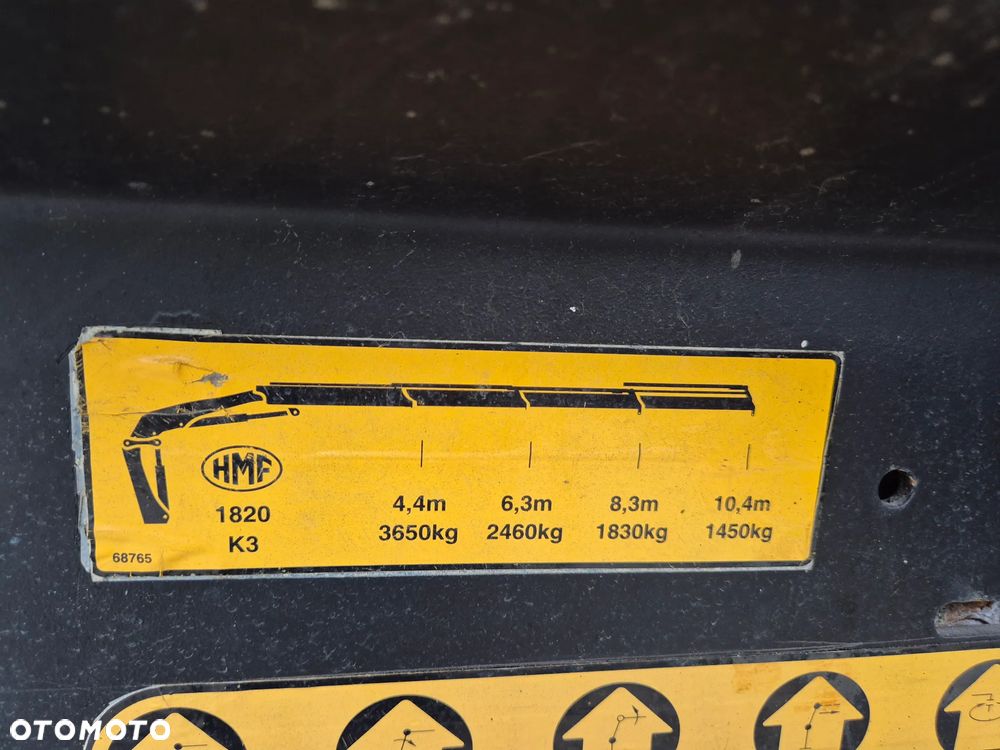 HMF
1820
K3
68765
4,4m 6,3m 8,3m 10,4m
3650kg 2460kg 1830kg 1450kg
OTOMOTO